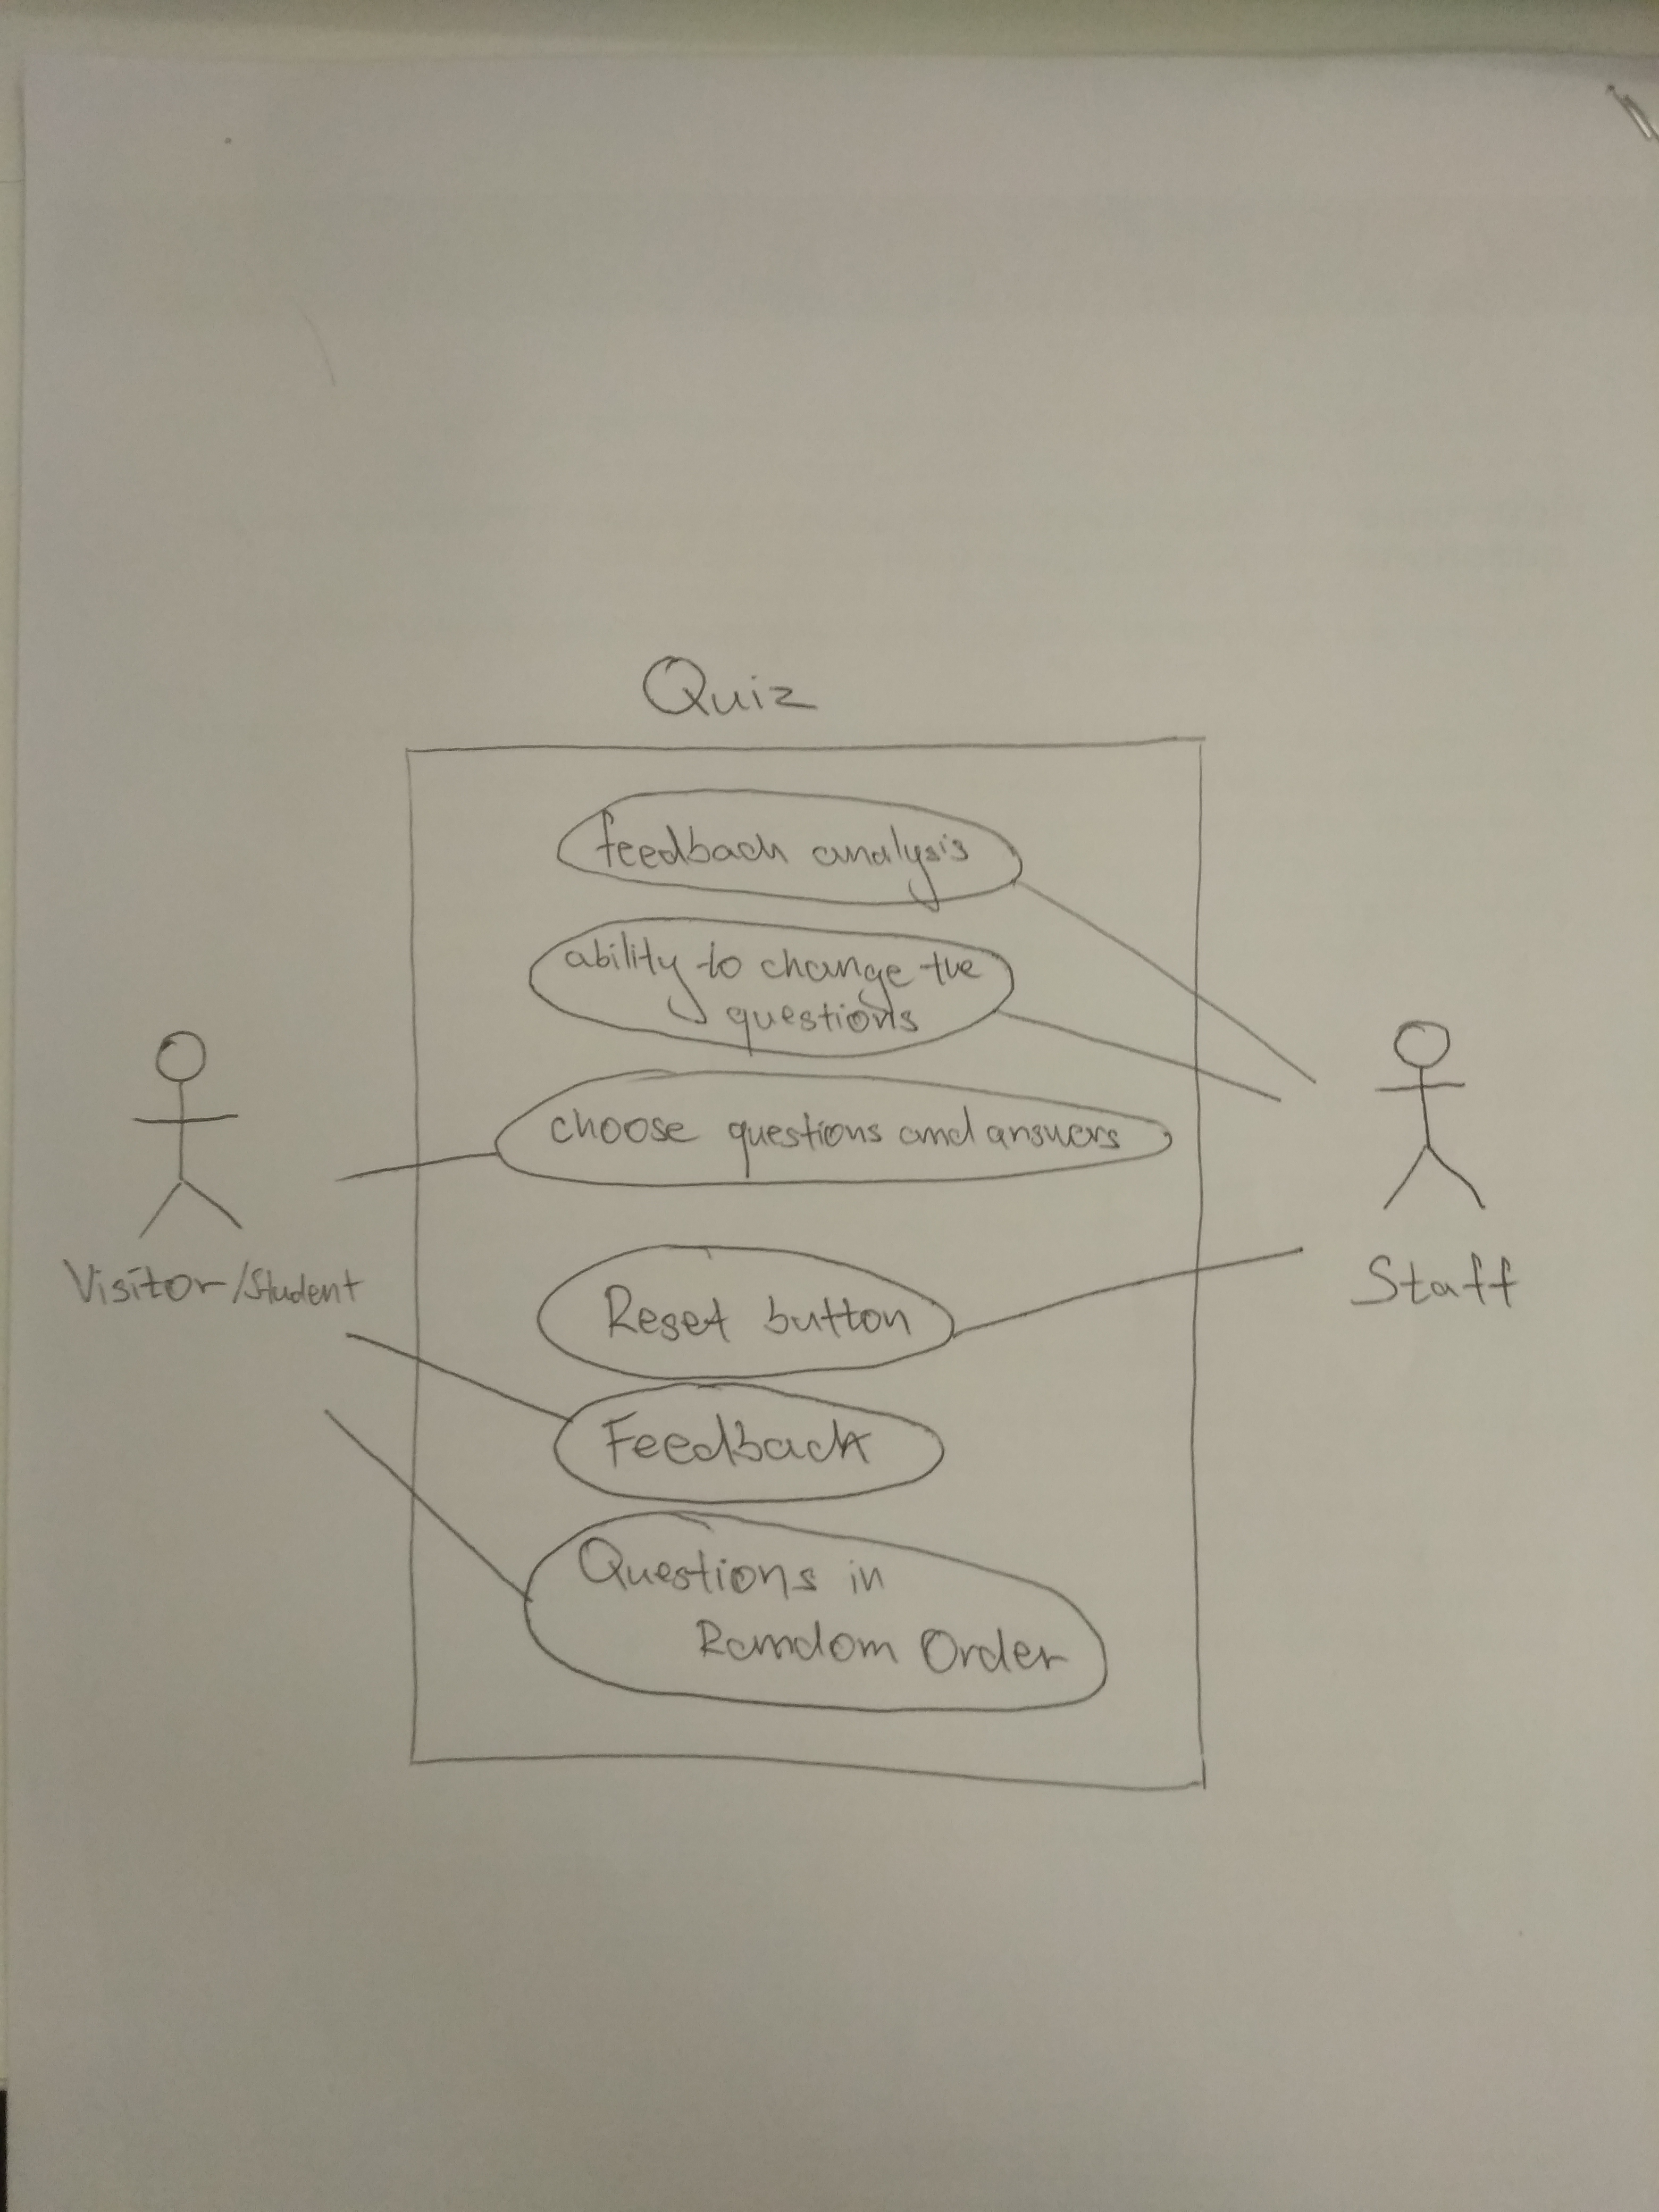 Quiz
feedback analysis
ability to change the
questions
choose questions and answers
Visitor/Student
Staff
Reset button
Feedback
Questions in
Random Order